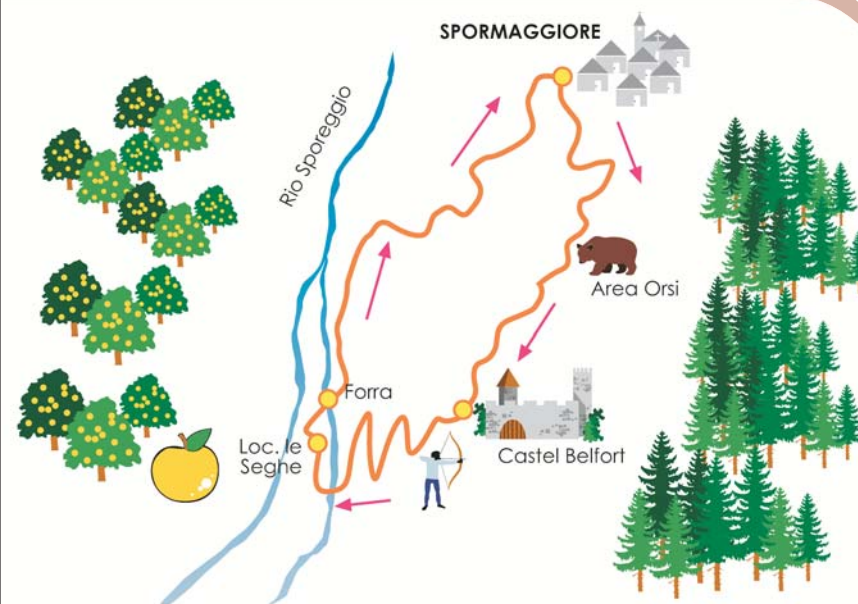 SPORMAGGIORE
Rio Sporeggio
Area Orsi
Forra
Loc. le
Seghe
Castel Belfort